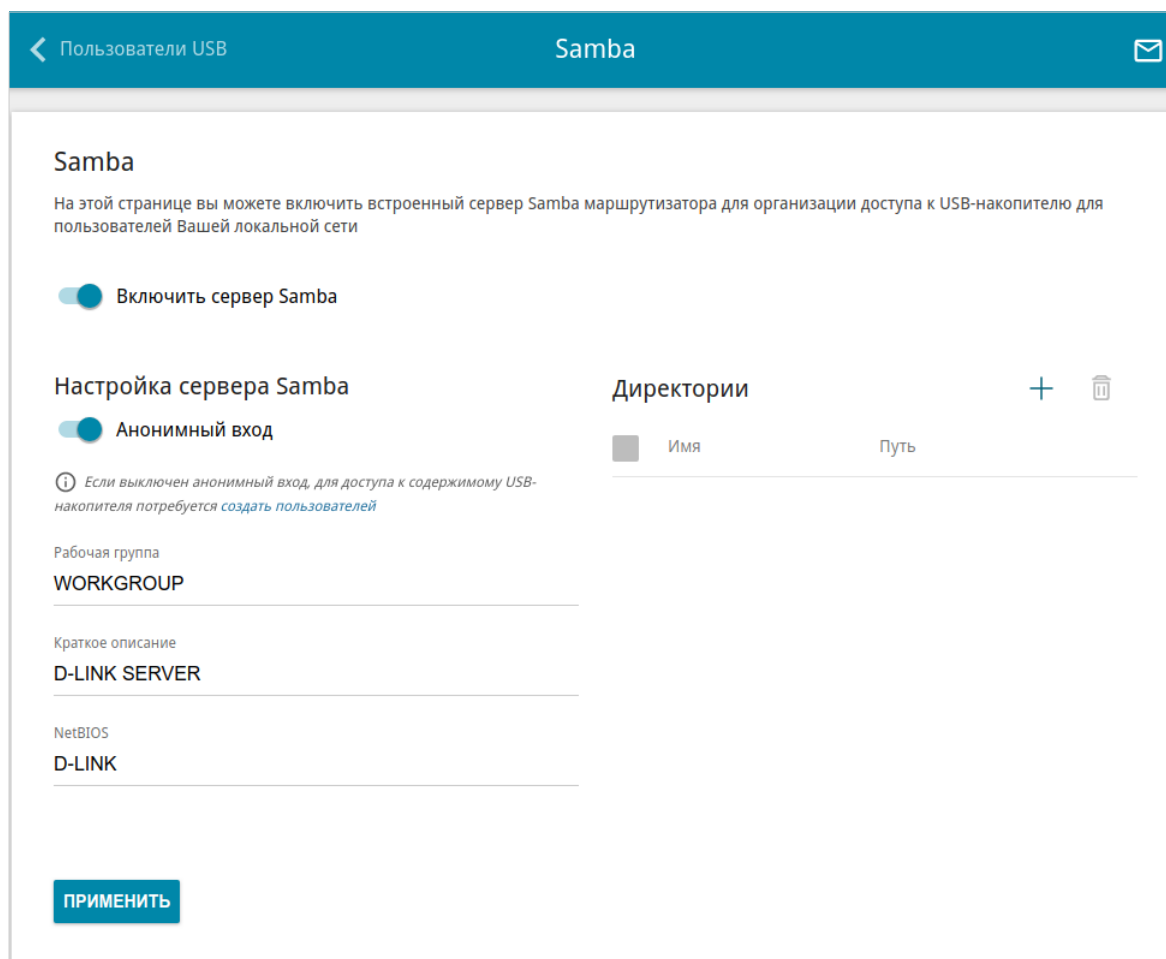 Пользователи USB
Samba
Samba
На этой странице вы можете включить встроенный сервер Samba маршрутизатора для организации доступа к USB-накопителю для
пользователей Вашей локальной сети
Включить сервер Samba
Настройка сервера Samba
Анонимный вход
Если выключен анонимный вход, для доступа к содержимому USB-
накопителя потребуется создать пользователей
Рабочая группа
WORKGROUP
Краткое описание
D-LINK SERVER
NetBIOS
D-LINK
ПРИМЕНИТЬ
Директории
Имя
Путь